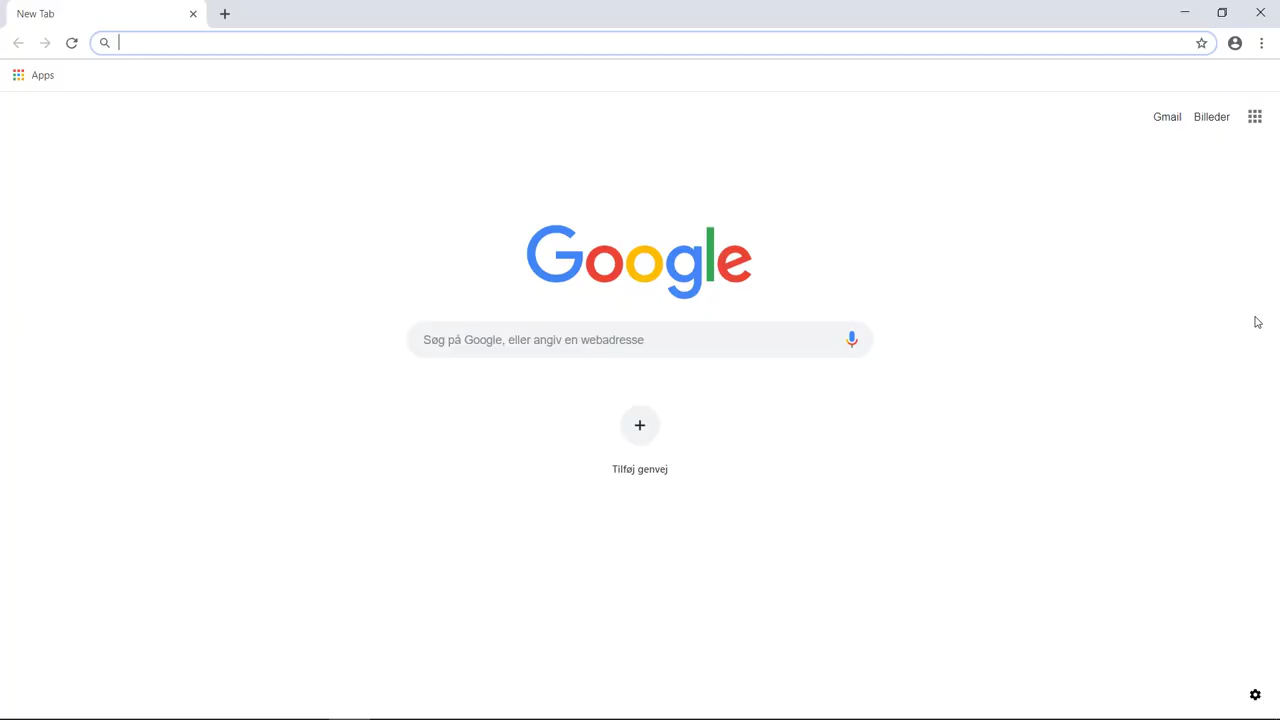 New Tab
Apps
Gmail Billeder
Google
Søg på Google, eller angiv en webadresse
Tilføj genvej